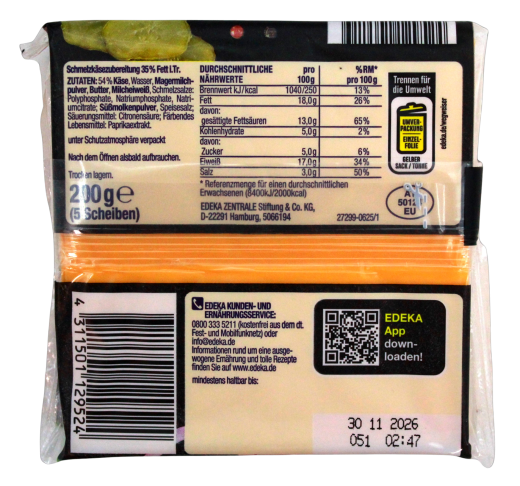 Schmelzkäsezubereitung 35% Fett i.Tr.
ZUTATEN: 54% Käse, Wasser, Magermilch-
pulver, Butter, Milcheiweiß, Schmelzsalze:
Polyphosphate, Natriumphosphate, Natri-
umcitrate; Süßmolkenpulver, Speisesalz;
Säuerungsmittel: Citronensäure; Färbendes
Lebensmittel: Paprikaextrakt.
unter Schutzatmosphäre verpackt
Nach dem Öffnen alsbald aufbrauchen.
Trocken lagern.
200g e
(5 Scheiben)
DURCHSCHNITTLICHE pro %RM*
NÄHRWERTE 100g pro 100g
Brennwert kJ/kcal 1040/250 13%
Fett 18,0g 26%
davon:
gesättigte Fettsäuren 13,0g 65%
Kohlenhydrate 5,0g 2%
davon:
Zucker 5,0g 6%
Eiweiß 17,0g 34%
Salz 3,0g 50%
* Referenzmenge für einen durchschnittlichen
Erwachsenen (8400kJ/2000kcal)
EDEKA ZENTRALE Stiftung & Co. KG,
D-22291 Hamburg, 5066194 27299-0625/1
Trennen für
die Umwelt
UMVER-
PACKUNG
EINZEL-
FOLIE
GELBER
SACK / TONNE
edeka.de/wegweiser
EU
4 311501 129524
EDEKA KUNDEN- UND
ERNÄHRUNGSSERVICE:
0800 333 5211 (kostenfrei aus dem dt.
Fest- und Mobilfunknetz) oder
info@edeka.de
Informationen rund um eine ausge-
wogene Ernährung und tolle Rezepte
finden Sie auf www.edeka.de
mindestens haltbar bis:
EDEKA
App
down-
loaden!
30 11 2026
051 02:47